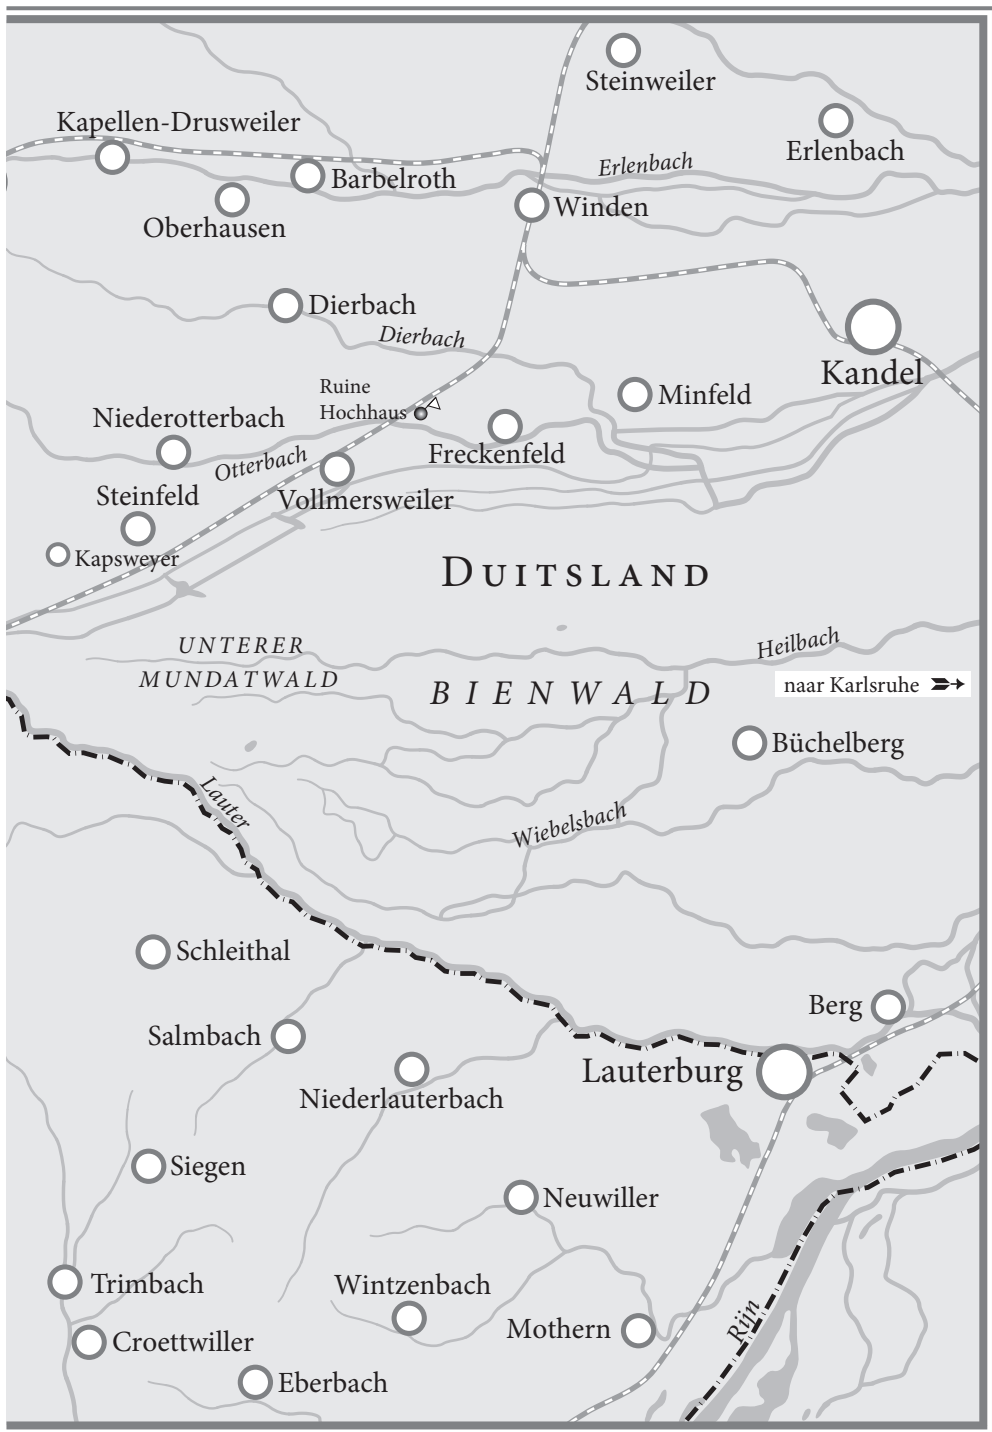 Steinweiler
Kapellen-Drusweiler
Erlenbach
Erlenbach
Barbelroth
Winden
Oberhausen
Dierbach
Dierbach
Kandel
Ruine
Hochhaus
Minfeld
Niederotterbach
Freckenfeld
Otterbach
Steinfeld
Vollmersweiler
Kapsweyer
DUITSLAND
UNTERER
MUNDATWALD
Heilbach
BIENWALD
naar Karlsruhe
Büchelberg
Lauter
Wiebelsbach
Schleithal
Berg
Salmbach
Lauterburg
Niederlauterbach
Siegen
Neuwiller
Trimbach
Wintzenbach
Mothern
Rijn
Croettwiller
Eberbach